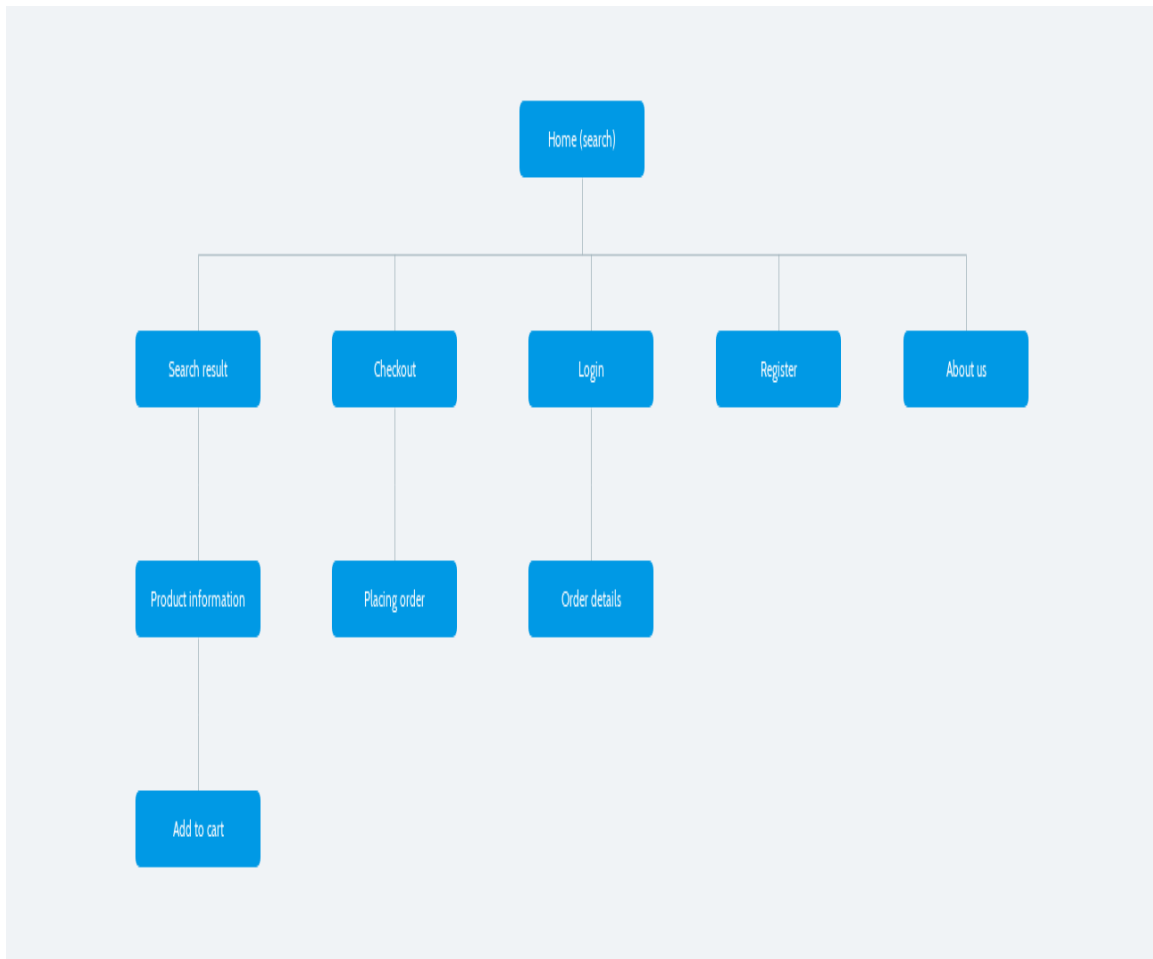 Home (search)
Search result
Checkout
Login
Register
About us
Product information
Placing order
Order details
Add to cart